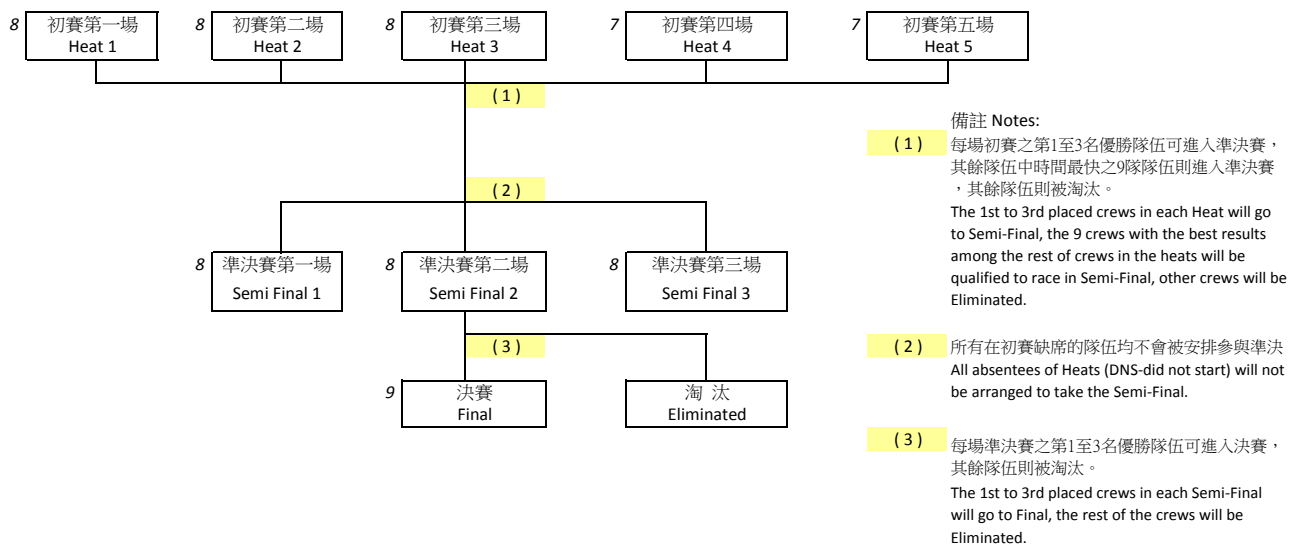 8 初賽第一場 8 初賽第二場 8 初賽第三場 7 初賽第四場 7 初賽第五場
Heat 1 Heat 2 Heat 3 Heat 4 Heat 5
( 1 )
( 2 )
8 準決賽第一場 8 準決賽第二場 8 準決賽第三場
Semi Final 1 Semi Final 2 Semi Final 3
( 3 )
9 決賽 淘 汰
Final Eliminated
備註 Notes:
( 1 ) 每場初賽之第1至3名優勝隊伍可進入準決賽，
其餘隊伍中時間最快之9隊隊伍則進入準決賽
，其餘隊伍則被淘汰。
The 1st to 3rd placed crews in each Heat will go
to Semi-Final, the 9 crews with the best results
among the rest of crews in the heats will be
qualified to race in Semi-Final, other crews will be
Eliminated.
( 2 ) 所有在初賽缺席的隊伍均不會被安排參與準決
All absentees of Heats (DNS-did not start) will not
be arranged to take the Semi-Final.
( 3 ) 每場準決賽之第1至3名優勝隊伍可進入決賽，
其餘隊伍則被淘汰。
The 1st to 3rd placed crews in each Semi-Final
will go to Final, the rest of the crews will be
Eliminated.